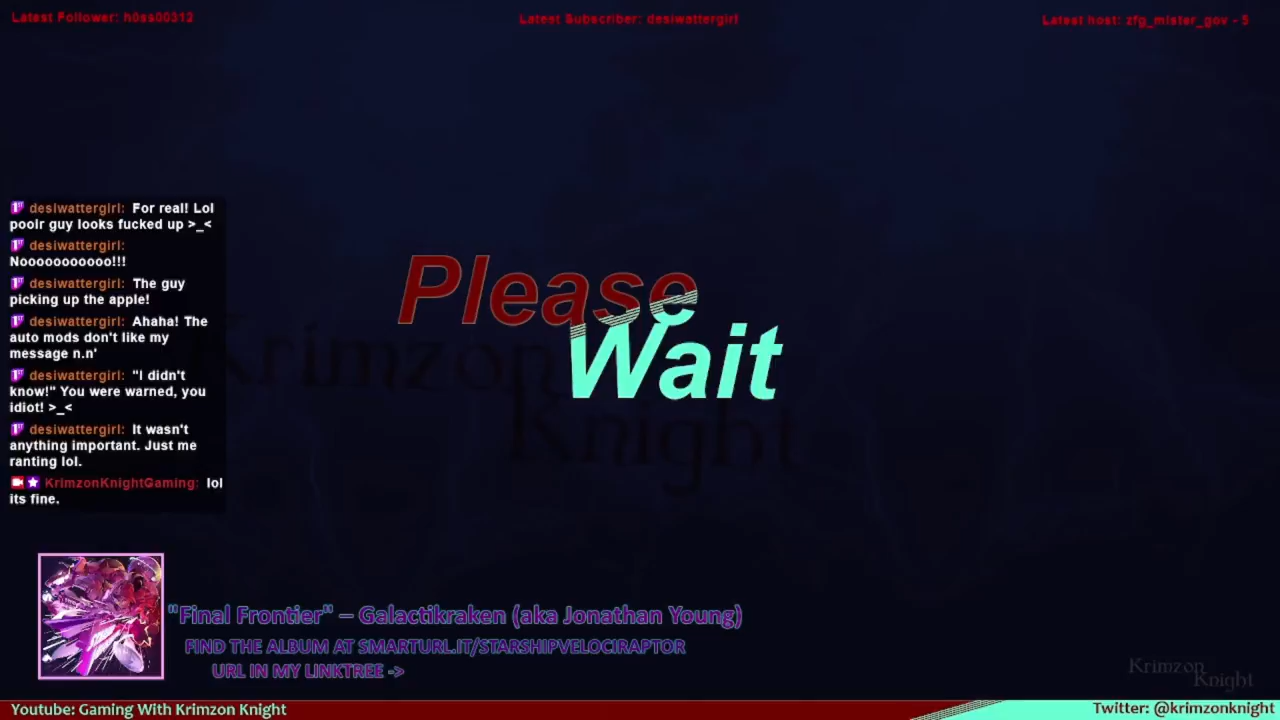 Latest Follower: h0ss00312
Latest Subscriber: desiwattergirl
Latest host: zfg_mister_gov - 5
desiwattergirl: For real! Lol
poolr guy looks fucked up >_<
desiwattergirl:
Nooooooooooo!!!
desiwattergirl: The guy
picking up the apple!
desiwattergirl: Ahaha! The
auto mods don't like my
message n.n'
desiwattergirl: "I didn't
know!" You were warned, you
idiot! >_<
desiwattergirl: It wasn't
anything important. Just me
ranting lol.
KrimzonKnightGaming: lol
its fine.
Please
Wait
Krimzon
Knight
"Final Frontier" – Galactikraken (aka Jonathan Young)
FIND THE ALBUM AT SMARTURL.IT/STARSHIPVELOCIRAPTOR
URL IN MY LINKTREE ->
Krimzon
Knight
Youtube: Gaming With Krimzon Knight
Twitter: @krimzonknight